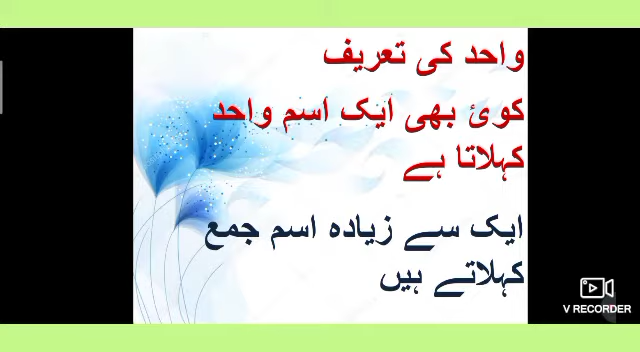 واحد کی تعریف
کوئ بھی ایک اسم واحد
کہلاتا ہے
ایک سے زیادہ اسم جمع
کہلاتے ہیں
V RECORDER